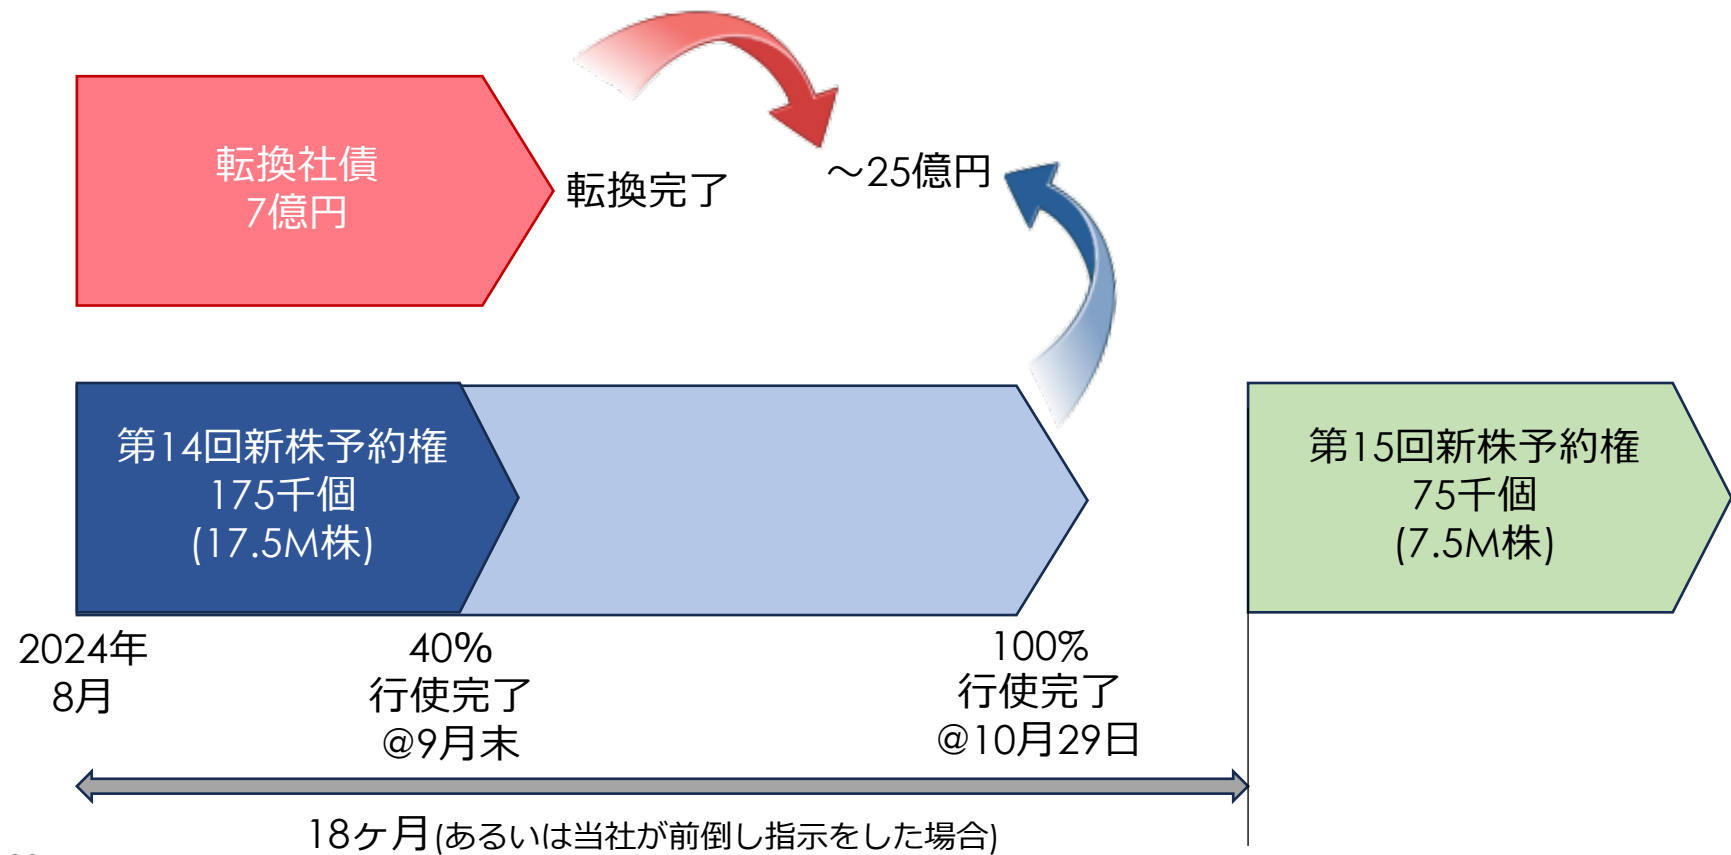 転換社債
7億円
転換完了
～25億円
第14回新株予約権
175千個
(17.5M株)
第15回新株予約権
75千個
(7.5M株)
2024年
8月
40%
行使完了
@9月末
100%
行使完了
@10月29日
18ヶ月(あるいは当社が前倒し指示をした場合)